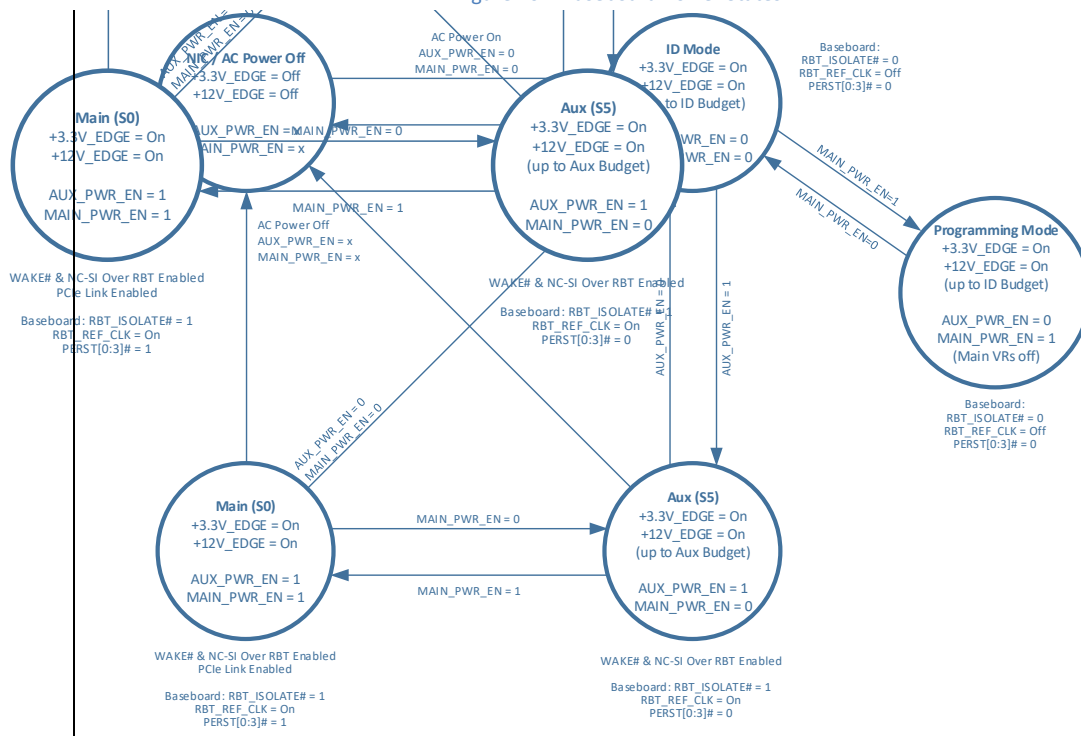 AC Power On
AUX_PWR_EN = 0
MAIN_PWR_EN = 0
AUX_PWR_EN=
MAIN_PWR_EN=
NIC / AC Power Off
+3.3V_EDGE = Off
+12V_EDGE = Off
AUX_PWR_EN = x
MAIN_PWR_EN = x
ID Mode
+3.3V_EDGE = On
+12V_EDGE = On
to ID Budget)
WR_EN = 0
WR_EN = 0
Baseboard:
RBT_ISOLATE# = 0
RBT_REF_CLK = Off
PERST[0:3]# = 0
Main (S0)
+3.3V_EDGE = On
+12V_EDGE = On
AUX_PWR_EN = 1
MAIN_PWR_EN = 1
MAIN_PWR_EN = 0
MAIN_PWR_EN = 1
Aux (S5)
+3.3V_EDGE = On
+12V_EDGE = On
(up to Aux Budget)
AUX_PWR_EN = 1
MAIN_PWR_EN = 0
MAIN_PWR_EN=1
MAIN_PWR_EN=0
Programming Mode
+3.3V_EDGE = On
+12V_EDGE = On
(up to ID Budget)
AUX_PWR_EN = 0
MAIN_PWR_EN = 1
(Main VRs off)
Baseboard:
RBT_ISOLATE# = 0
RBT_REF_CLK = Off
PERST[0:3]# = 0
AC Power Off
AUX_PWR_EN = x
MAIN_PWR_EN = x
WAKE# & NC-SI Over RBT Enabled
PCIe Link Enabled
Baseboard: RBT_ISOLATE# = 1
RBT_REF_CLK = On
PERST[0:3]# = 1
WAKE# & NC-SI Over RBT Enabled
Baseboard: RBT_ISOLATE# = 1
RBT_REF_CLK = On
PERST[0:3]# = 0
AUX_PWR_EN =
AUX_PWR_EN = 1
AUX_PWR_EN = 0
MAIN_PWR_EN = 0
Main (S0)
+3.3V_EDGE = On
+12V_EDGE = On
AUX_PWR_EN = 1
MAIN_PWR_EN = 1
MAIN_PWR_EN = 0
MAIN_PWR_EN = 1
Aux (S5)
+3.3V_EDGE = On
+12V_EDGE = On
(up to Aux Budget)
AUX_PWR_EN = 1
MAIN_PWR_EN = 0
WAKE# & NC-SI Over RBT Enabled
PCIe Link Enabled
Baseboard: RBT_ISOLATE# = 1
RBT_REF_CLK = On
PERST[0:3]# = 1
WAKE# & NC-SI Over RBT Enabled
Baseboard: RBT_ISOLATE# = 1
RBT_REF_CLK = On
PERST[0:3]# = 0